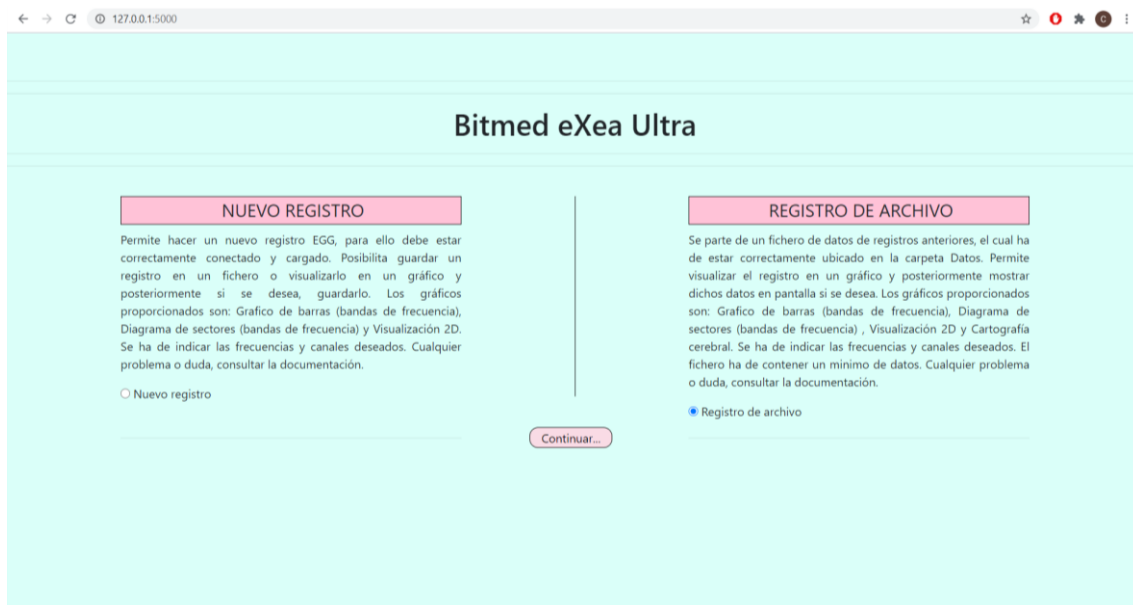 127.0.0.1:5000
C
Bitmed eXea Ultra
NUEVO REGISTRO
Permite hacer un nuevo registro EGG, para ello debe estar
correctamente conectado y cargado. Posibilita guardar un
registro en un fichero o visualizarlo en un gráfico y
posteriormente si se desea, guardarlo. Los gráficos
proporcionados son: Grafico de barras (bandas de frecuencia),
Diagrama de sectores (bandas de frecuencia) y Visualización 2D.
Se ha de indicar las frecuencias y canales deseados. Cualquier
problema o duda, consultar la documentación.
Nuevo registro
REGISTRO DE ARCHIVO
Se parte de un fichero de datos de registros anteriores, el cual ha
de estar correctamente ubicado en la carpeta Datos. Permite
visualizar el registro en un gráfico y posteriormente mostrar
dichos datos en pantalla si se desea. Los gráficos proporcionados
son: Grafico de barras (bandas de frecuencia), Diagrama de
sectores (bandas de frecuencia) , Visualización 2D y Cartografía
cerebral. Se ha de indicar las frecuencias y canales deseados. El
fichero ha de contener un minimo de datos. Cualquier problema
o duda, consultar la documentación.
Registro de archivo
Continuar...